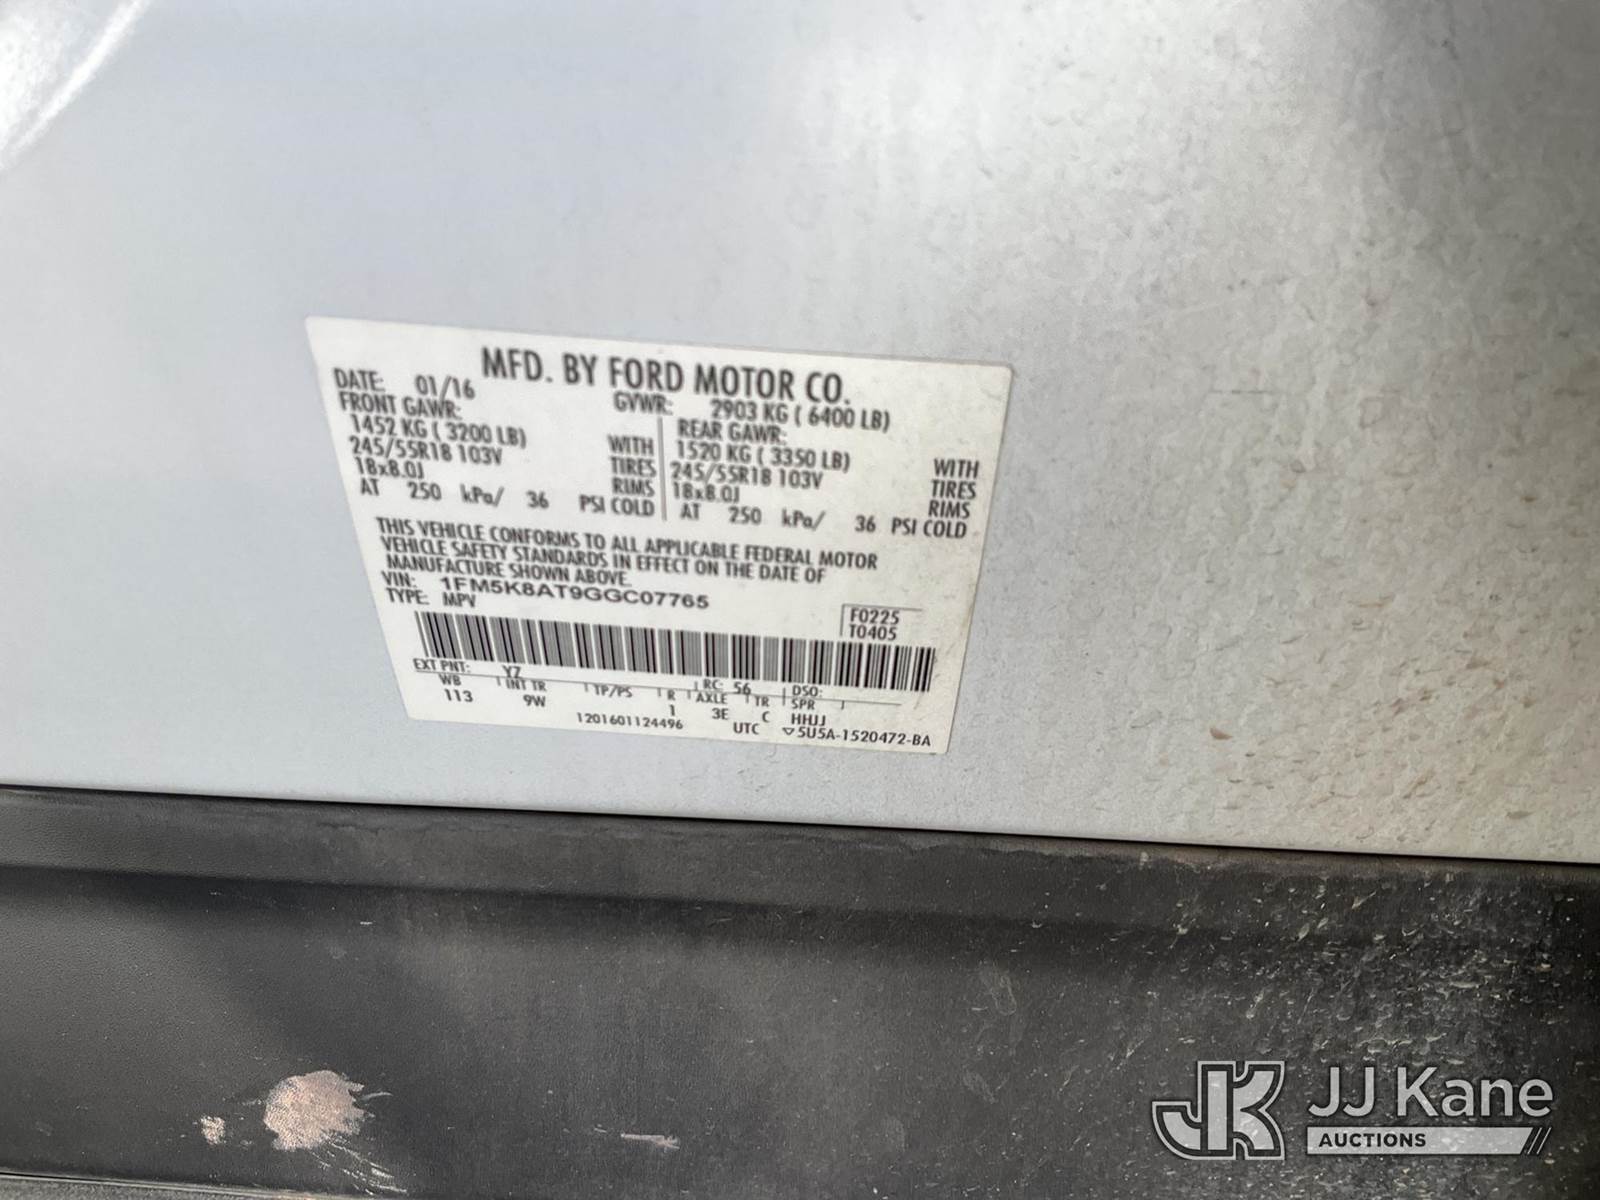 MFD. BY FORD MOTOR CO.
DATE: 01/16 GVWR: 2903 KG ( 6400 LB)
FRONT GAWR: REAR GAWR:
1452 KG ( 3200 LB) WITH 1520 KG ( 3350 LB) WITH
245/55R18 103V TIRES 245/55R18 103V TIRES
18x8.0J RIMS 18x8.0J RIMS
AT 250 kPa/ 36 PSI COLD AT 250 kPa/ 36 PSI COLD
THIS VEHICLE CONFORMS TO ALL APPLICABLE FEDERAL MOTOR
VEHICLE SAFETY STANDARDS IN EFFECT ON THE DATE OF
MANUFACTURE SHOWN ABOVE.
VIN: 1FM5K8AT9GGC07765
TYPE: MPV
F0225
T0405
EXT PNT: YZ RC: 56 DSO:
WB INT TR TP/PS R AXLE TR SPR
113 9W 1 3E C HHJJ
1201601124496 UTC ▽5U5A-1520472-BA
JK JJ Kane
AUCTIONS